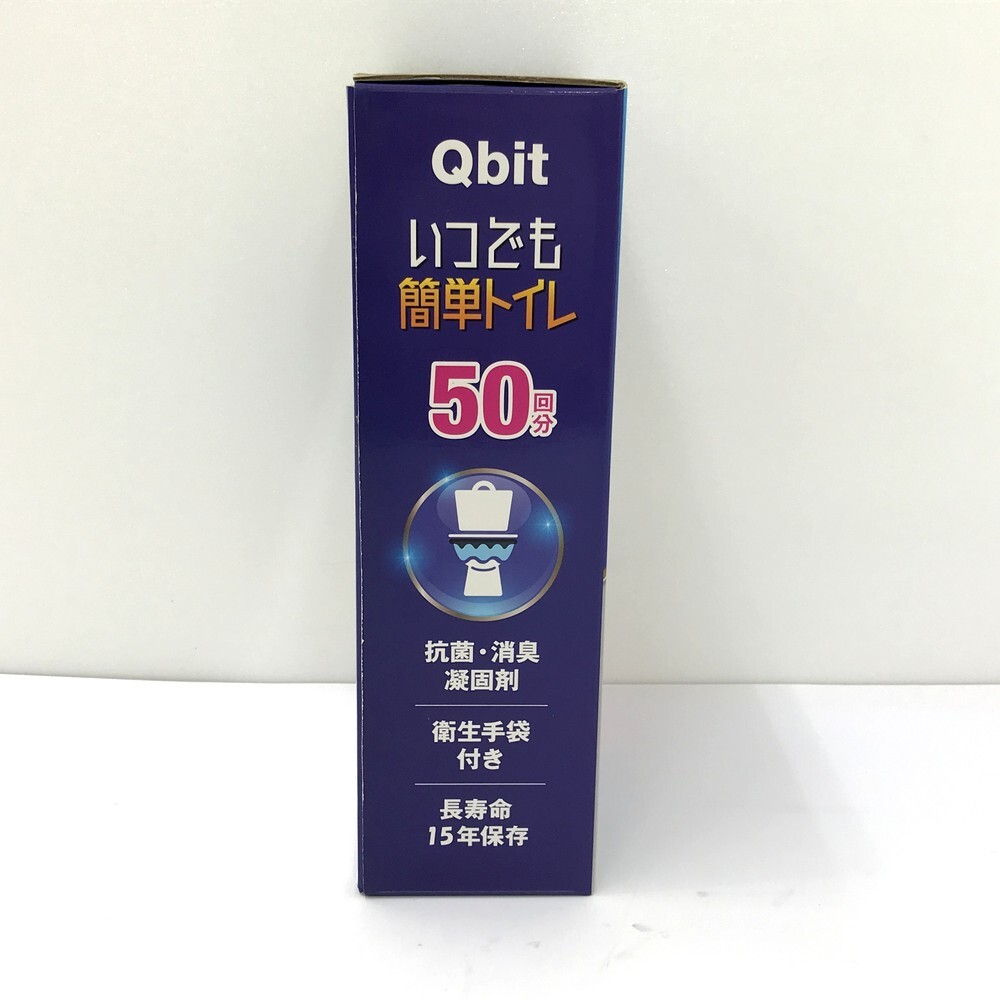 Qbit
いつでも
簡単トイレ
50回分
抗菌・消臭
凝固剤
衛生手袋
付き
長寿命
15年保存